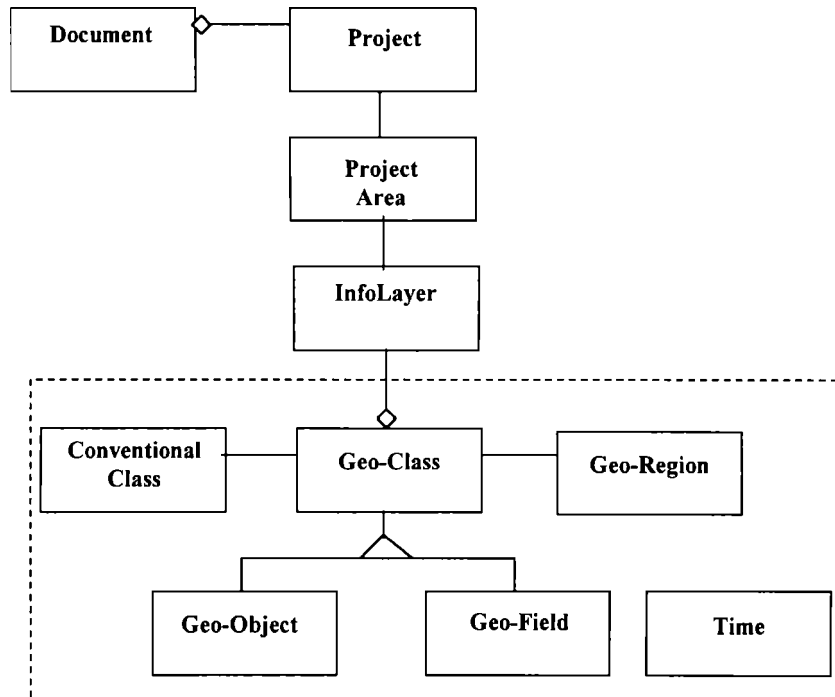 Document
Project
Project
Area
InfoLayer
Conventional
Class
Geo-Class
Geo-Region
Geo-Object
Geo-Field
Time